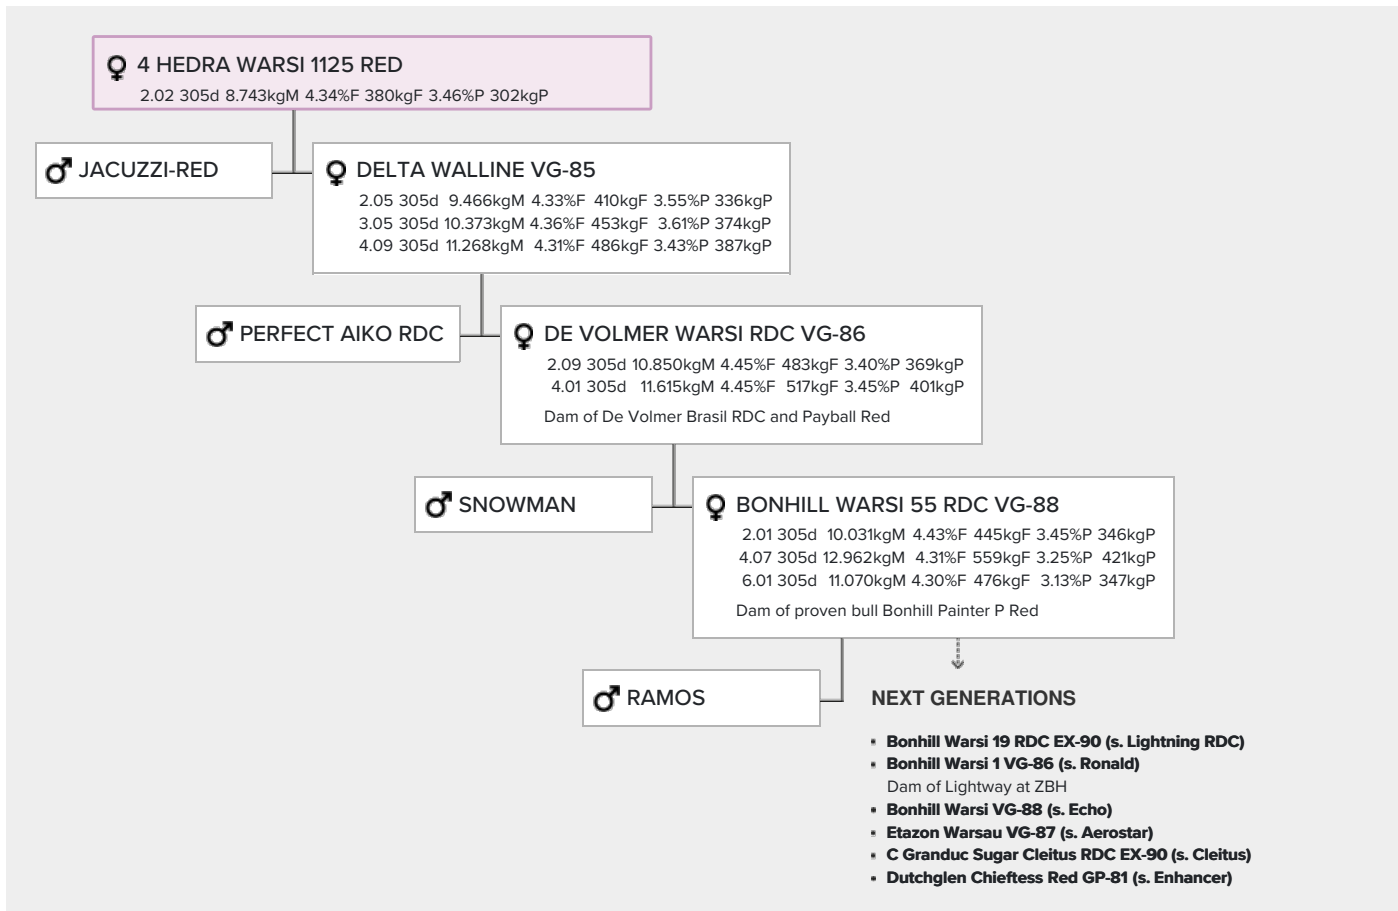 4 HEDRA WARSI 1125 RED
2.02 305d 8.743kgM 4.34%F 380kgF 3.46%P 302kgP
JACUZZI-RED
DELTA WALLINE VG-85
2.05 305d 9.466kgM 4.33%F 410kgF 3.55%P 336kgP
3.05 305d 10.373kgM 4.36%F 453kgF 3.61%P 374kgP
4.09 305d 11.268kgM 4.31%F 486kgF 3.43%P 387kgP
PERFECT AIKO RDC
DE VOLMER WARSI RDC VG-86
2.09 305d 10.850kgM 4.45%F 483kgF 3.40%P 369kgP
4.01 305d 11.615kgM 4.45%F 517kgF 3.45%P 401kgP
Dam of De Volmer Brasil RDC and Payball Red
SNOWMAN
BONHILL WARSI 55 RDC VG-88
2.01 305d 10.031kgM 4.43%F 445kgF 3.45%P 346kgP
4.07 305d 12.962kgM 4.31%F 559kgF 3.25%P 421kgP
6.01 305d 11.070kgM 4.30%F 476kgF 3.13%P 347kgP
Dam of proven bull Bonhill Painter P Red
RAMOS
NEXT GENERATIONS
▪ Bonhill Warsi 19 RDC EX-90 (s. Lightning RDC)
▪ Bonhill Warsi 1 VG-86 (s. Ronald)
Dam of Lightway at ZBH
▪ Bonhill Warsi VG-88 (s. Echo)
▪ Etazon Warsau VG-87 (s. Aerostar)
▪ C Granduc Sugar Cleitus RDC EX-90 (s. Cleitus)
▪ Dutchglen Chieftess Red GP-81 (s. Enhancer)